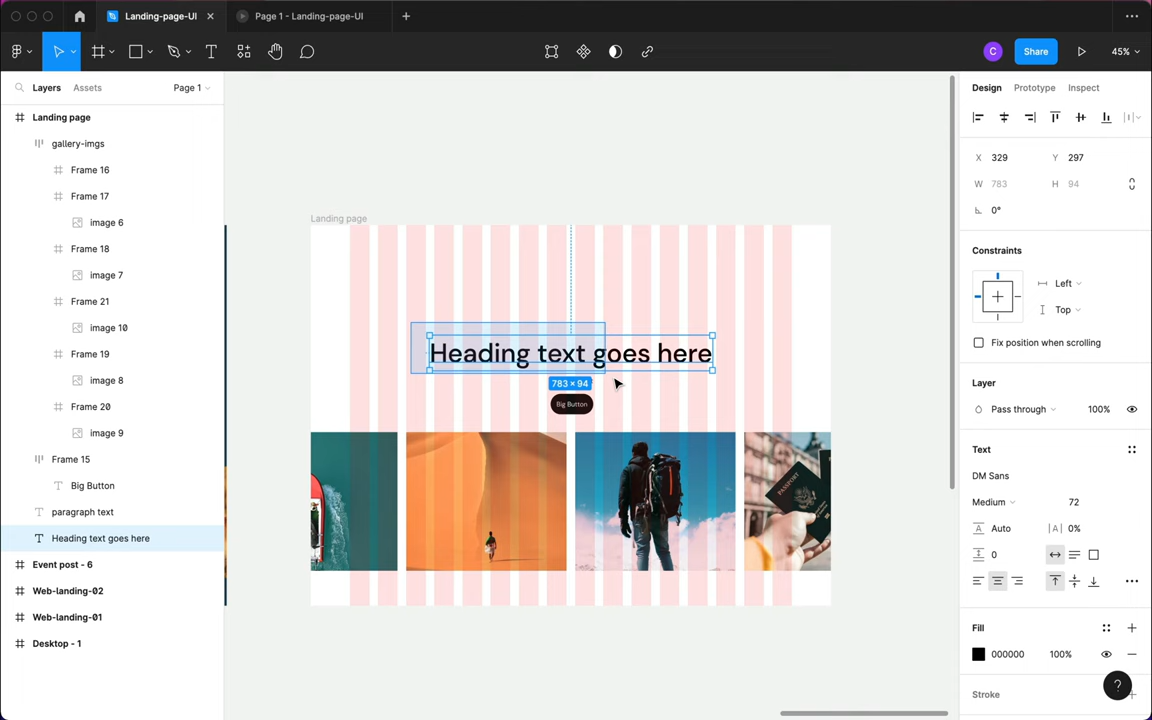 Landing-page-UI
Page 1 - Landing-page-UI
C
Share
45%
Layers
Assets
Page 1
Landing page
gallery-imgs
Frame 16
Frame 17
image 6
Frame 18
image 7
Frame 21
image 10
Frame 19
image 8
Frame 20
image 9
Frame 15
Big Button
paragraph text
Heading text goes here
Event post - 6
Web-landing-02
Web-landing-01
Desktop - 1
Landing page
Heading text goes here
783 × 94
Big Button
PASSPORT
Design
Prototype
Inspect
X 329 Y 297
W 783 H 94
0°
Constraints
Left
Top
Fix position when scrolling
Layer
Pass through 100%
Text
DM Sans
Medium 72
A Auto |A| 0%
0
Fill
000000 100%
Stroke
?